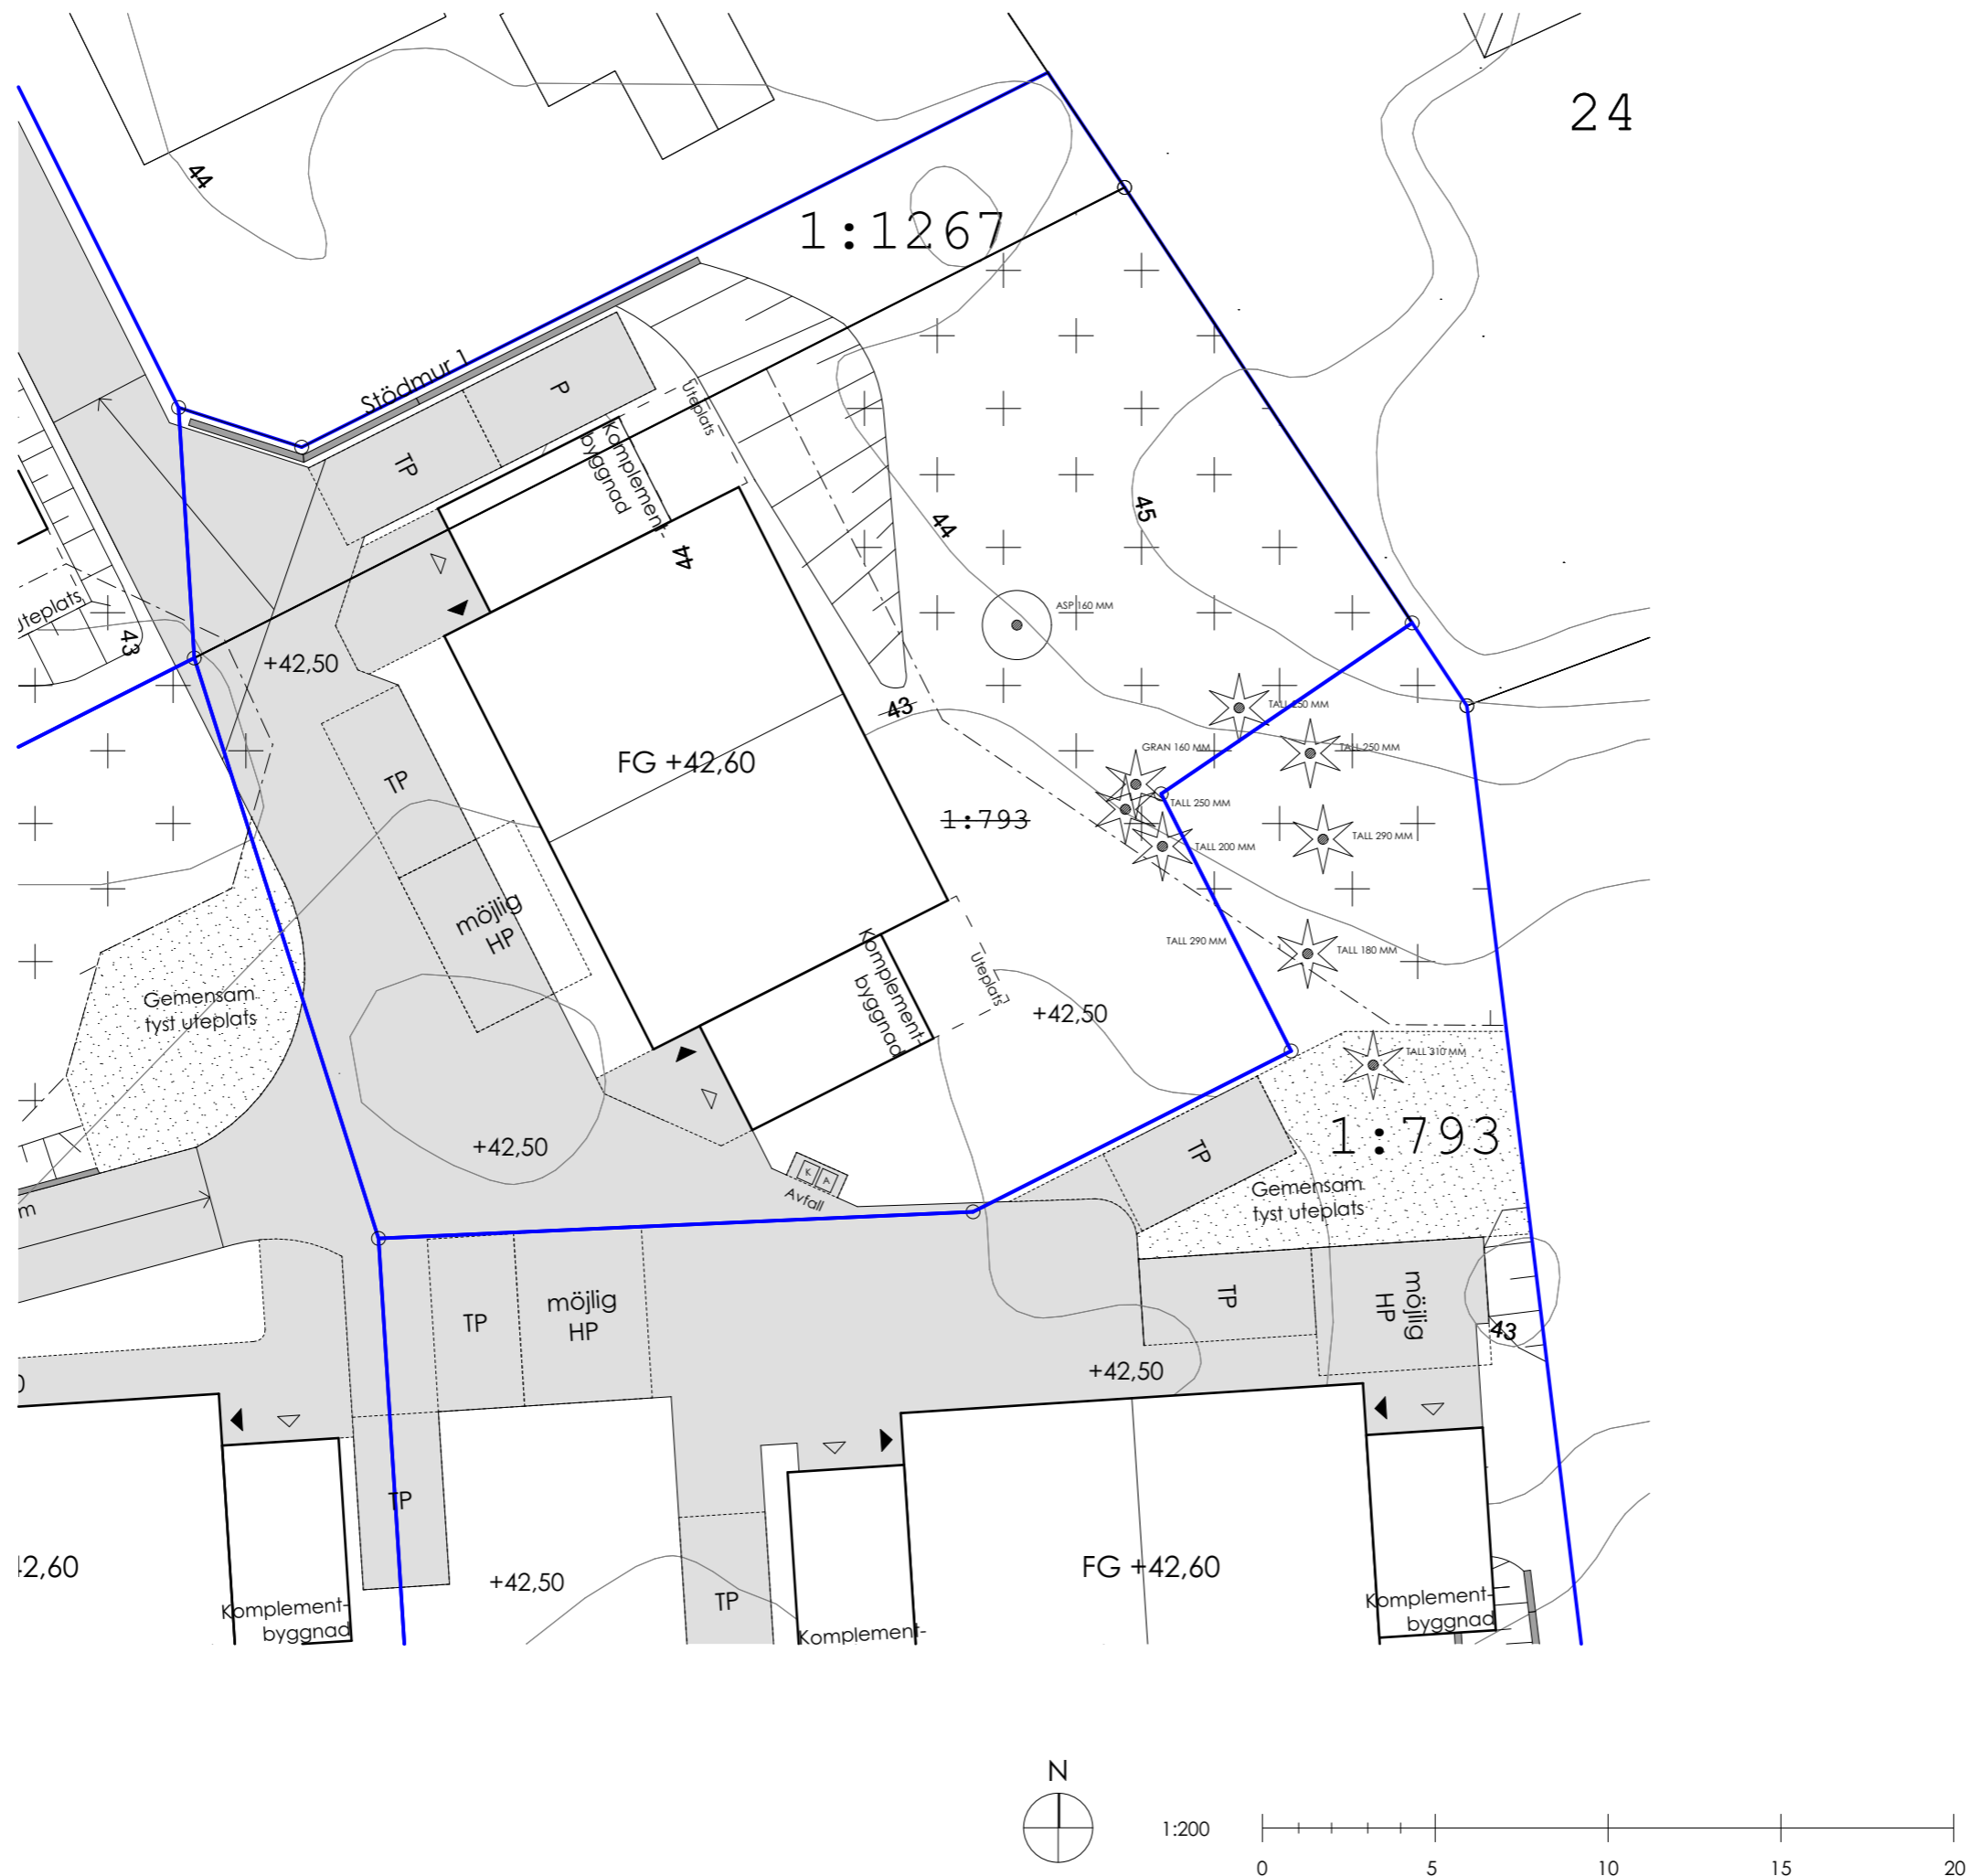 24
44
1:1267
Stödmur 1
P
Uteplats
TP
Komplement-
byggnad
44
44
45
Uteplats
43
+42,50
ASP 160 MM
43
TALL 250 MM
GRAN 160 MM
TALL 250 MM
FG +42,60
TP
TALL 250 MM
1:793
TALL 290 MM
TALL 200 MM
möjlig
HP
TALL 290 MM
TALL 180 MM
Komplement-
byggnad
Uteplats
Gemensam
tyst uteplats
+42,50
TALL 310 MM
+42,50
1:793
TP
K A
Avfall
Gemensam
tyst uteplats
m
TP
möjlig
HP
TP
möjlig
HP
43
+42,50
TP
42,60
+42,50
FG +42,60
TP
Komplement-
byggnad
Komplement-
Komplement-
byggnad
N
1:200
0 5 10 15 20